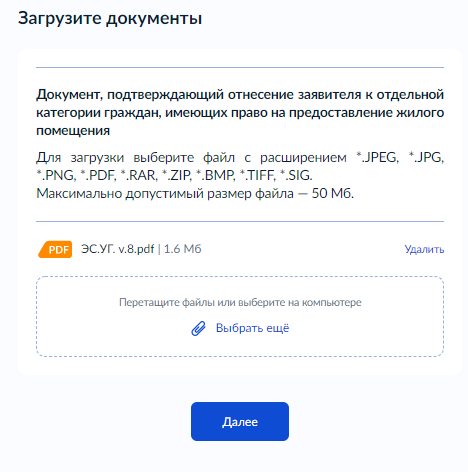 Загрузите документы
Документ, подтверждающий отнесение заявителя к отдельной
категории граждан, имеющих право на предоставление жилого
помещения
Для загрузки выберите файл с расширением *.JPEG, *.JPG,
*.PNG, *.PDF, *.RAR, *.ZIP, *.BMP, *.TIFF, *.SIG.
Максимально допустимый размер файла — 50 Мб.
PDF ЭС.УГ. v.8.pdf | 1.6 Мб Удалить
Перетащите файлы или выберите на компьютере
Выбрать ещё
Далее